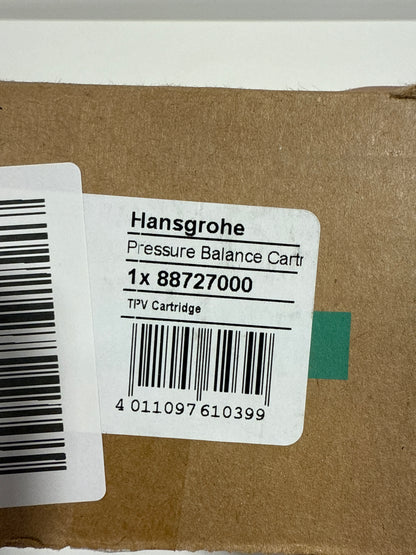 Hansgrohe
Pressure Balance Cartr
1x 88727000
TPV Cartridge
4 011097 610399